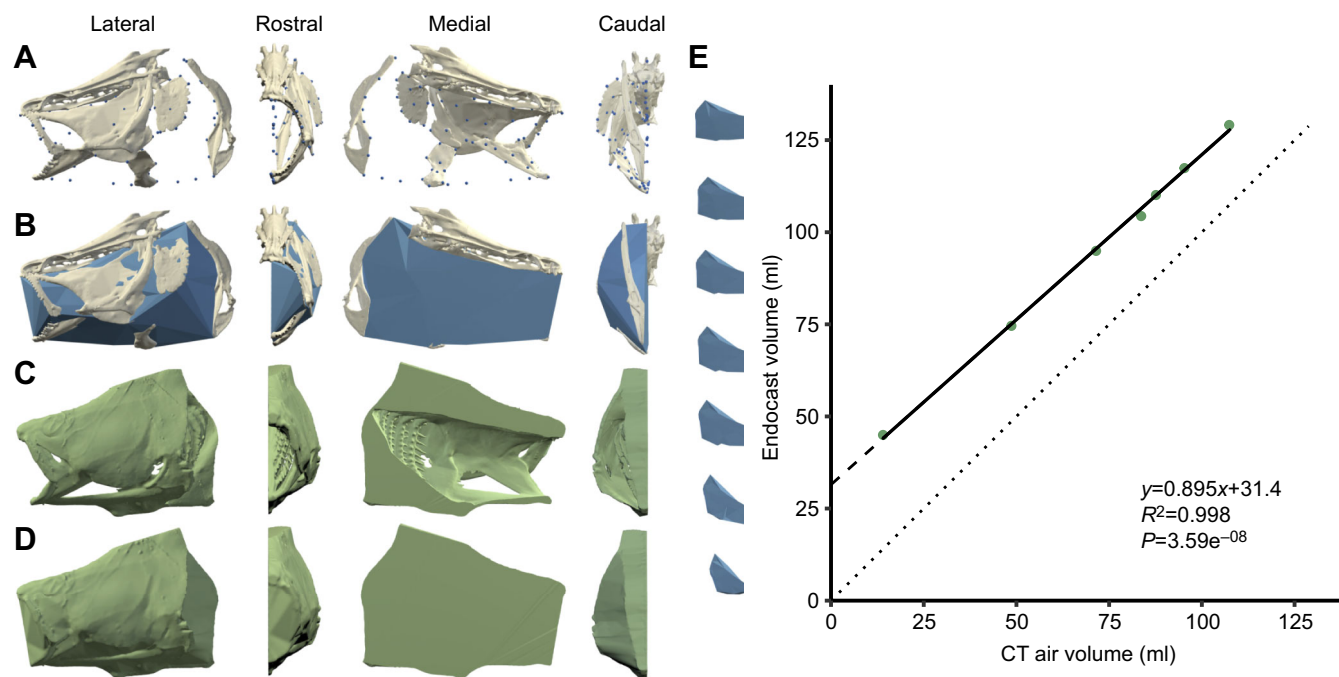 Lateral Rostral Medial Caudal
A
B
C
D
E
125
100
75
50
25
0
Endocast volume (ml)
y=0.895x+31.4
R²=0.998
P=3.59e⁻⁰⁸
0 25 50 75 100 125
CT air volume (ml)